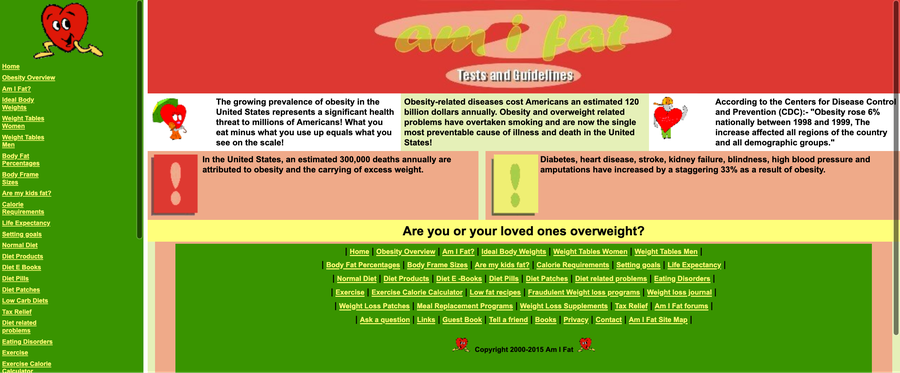 Home
Obesity Overview
Am I Fat?
Ideal Body
Weights
Weight Tables
Women
Weight Tables
Men
Body Fat
Percentages
Body Frame
Sizes
Are my kids fat?
Calorie
Requirements
Life Expectancy
Setting goals
Normal Diet
Diet Products
Diet E Books
Diet Pills
Diet Patches
Low Carb Diets
Tax Relief
Diet related
problems
Eating Disorders
Exercise
Exercise Calorie
Calculator
am i fat
Tests and Guidelines
The growing prevalence of obesity in the
United States represents a significant health
threat to millions of Americans! What you
eat minus what you use up equals what you
see on the scale!
Obesity-related diseases cost Americans an estimated 120
billion dollars annually. Obesity and overweight related
problems have overtaken smoking and are now the single
most preventable cause of illness and death in the United
States!
According to the Centers for Disease Control
and Prevention (CDC):- "Obesity rose 6%
nationally between 1998 and 1999, The
increase affected all regions of the country
and all demographic groups."
In the United States, an estimated 300,000 deaths annually are
attributed to obesity and the carrying of excess weight.
Diabetes, heart disease, stroke, kidney failure, blindness, high blood pressure and
amputations have increased by a staggering 33% as a result of obesity.
Are you or your loved ones overweight?
| Home | Obesity Overview | Am I Fat? | Ideal Body Weights | Weight Tables Women | Weight Tables Men |
| Body Fat Percentages | Body Frame Sizes | Are my kids fat? | Calorie Requirements | Setting goals | Life Expectancy |
| Normal Diet | Diet Products | Diet E -Books | Diet Pills | Diet Patches | Diet related problems | Eating Disorders |
| Exercise | Exercise Calorie Calculator | Low fat recipes | Fraudulent Weight loss programs | Weight loss journal |
| Weight Loss Patches | Meal Replacement Programs | Weight Loss Supplements | Tax Relief | Am I Fat forums |
| Ask a question | Links | Guest Book | Tell a friend | Books | Privacy | Contact | Am I Fat Site Map |
Copyright 2000-2015 Am I Fat